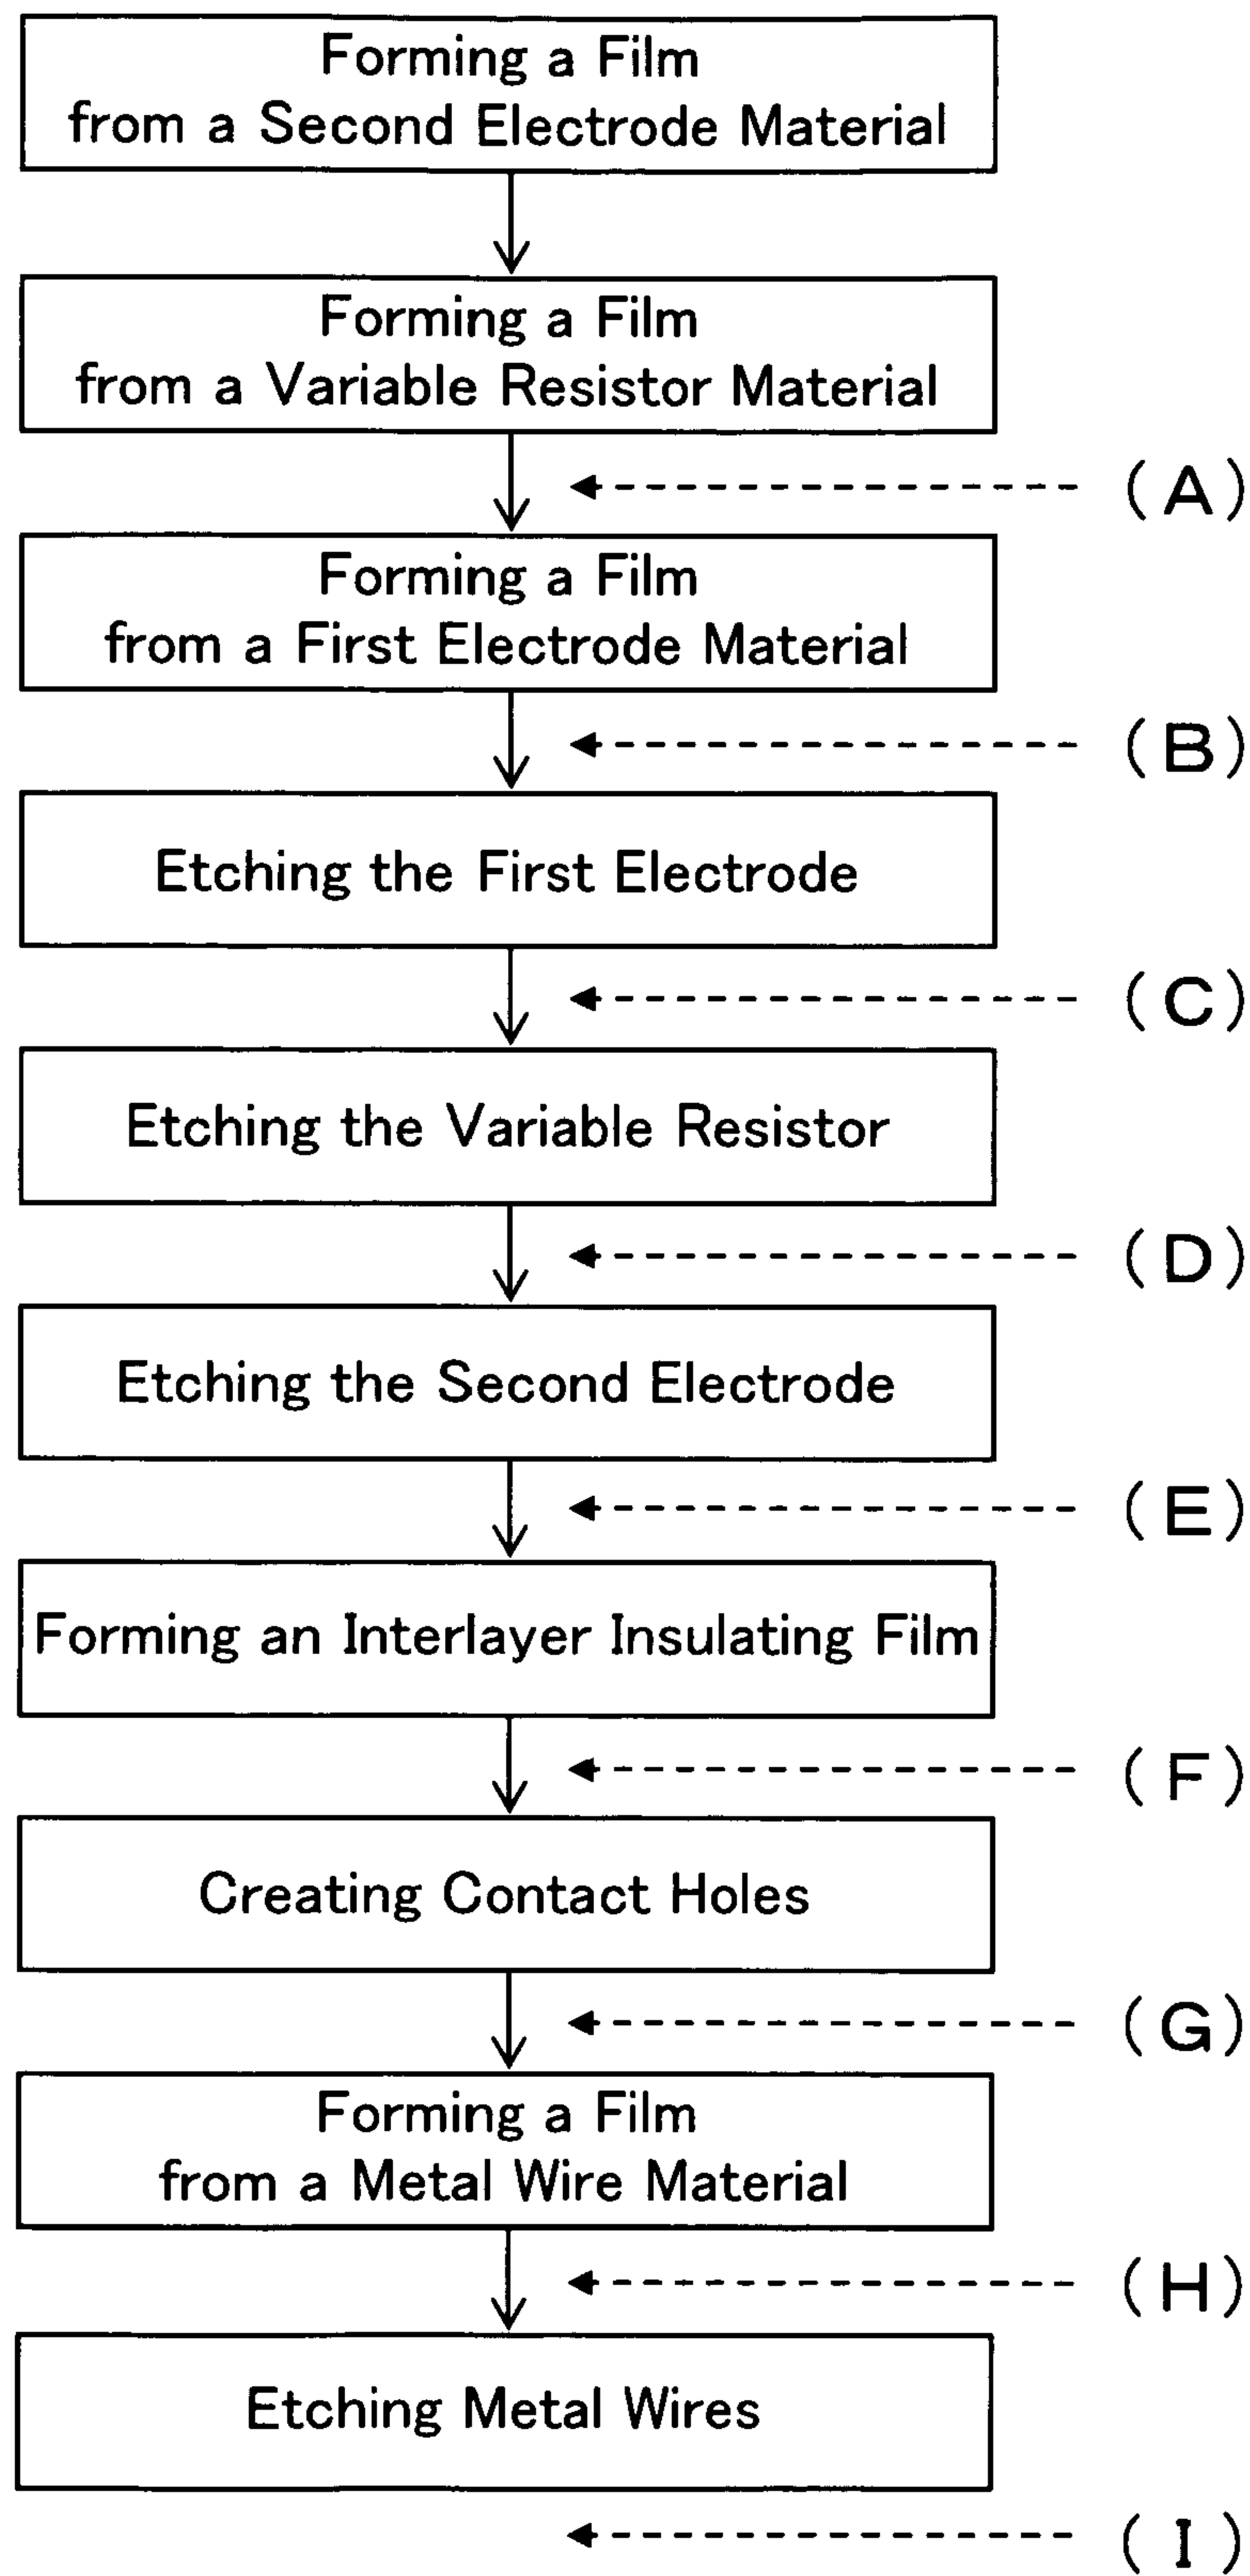 Forming a Film
from a Second Electrode Material
Forming a Film
from a Variable Resistor Material
(A)
Forming a Film
from a First Electrode Material
(B)
Etching the First Electrode
(C)
Etching the Variable Resistor
(D)
Etching the Second Electrode
(E)
Forming an Interlayer Insulating Film
(F)
Creating Contact Holes
(G)
Forming a Film
from a Metal Wire Material
(H)
Etching Metal Wires
(I)